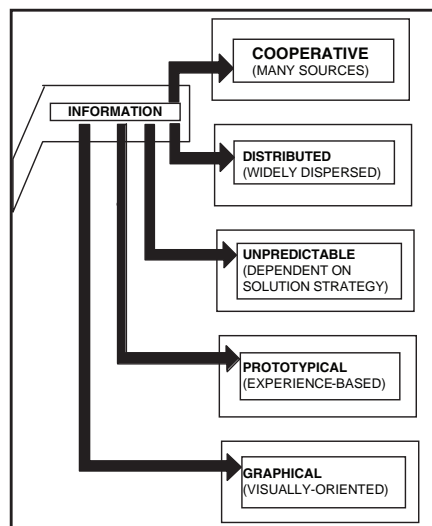 COOPERATIVE
(MANY SOURCES)
INFORMATION
DISTRIBUTED
(WIDELY DISPERSED)
UNPREDICTABLE
(DEPENDENT ON
SOLUTION STRATEGY)
PROTOTYPICAL
(EXPERIENCE-BASED)
GRAPHICAL
(VISUALLY-ORIENTED)